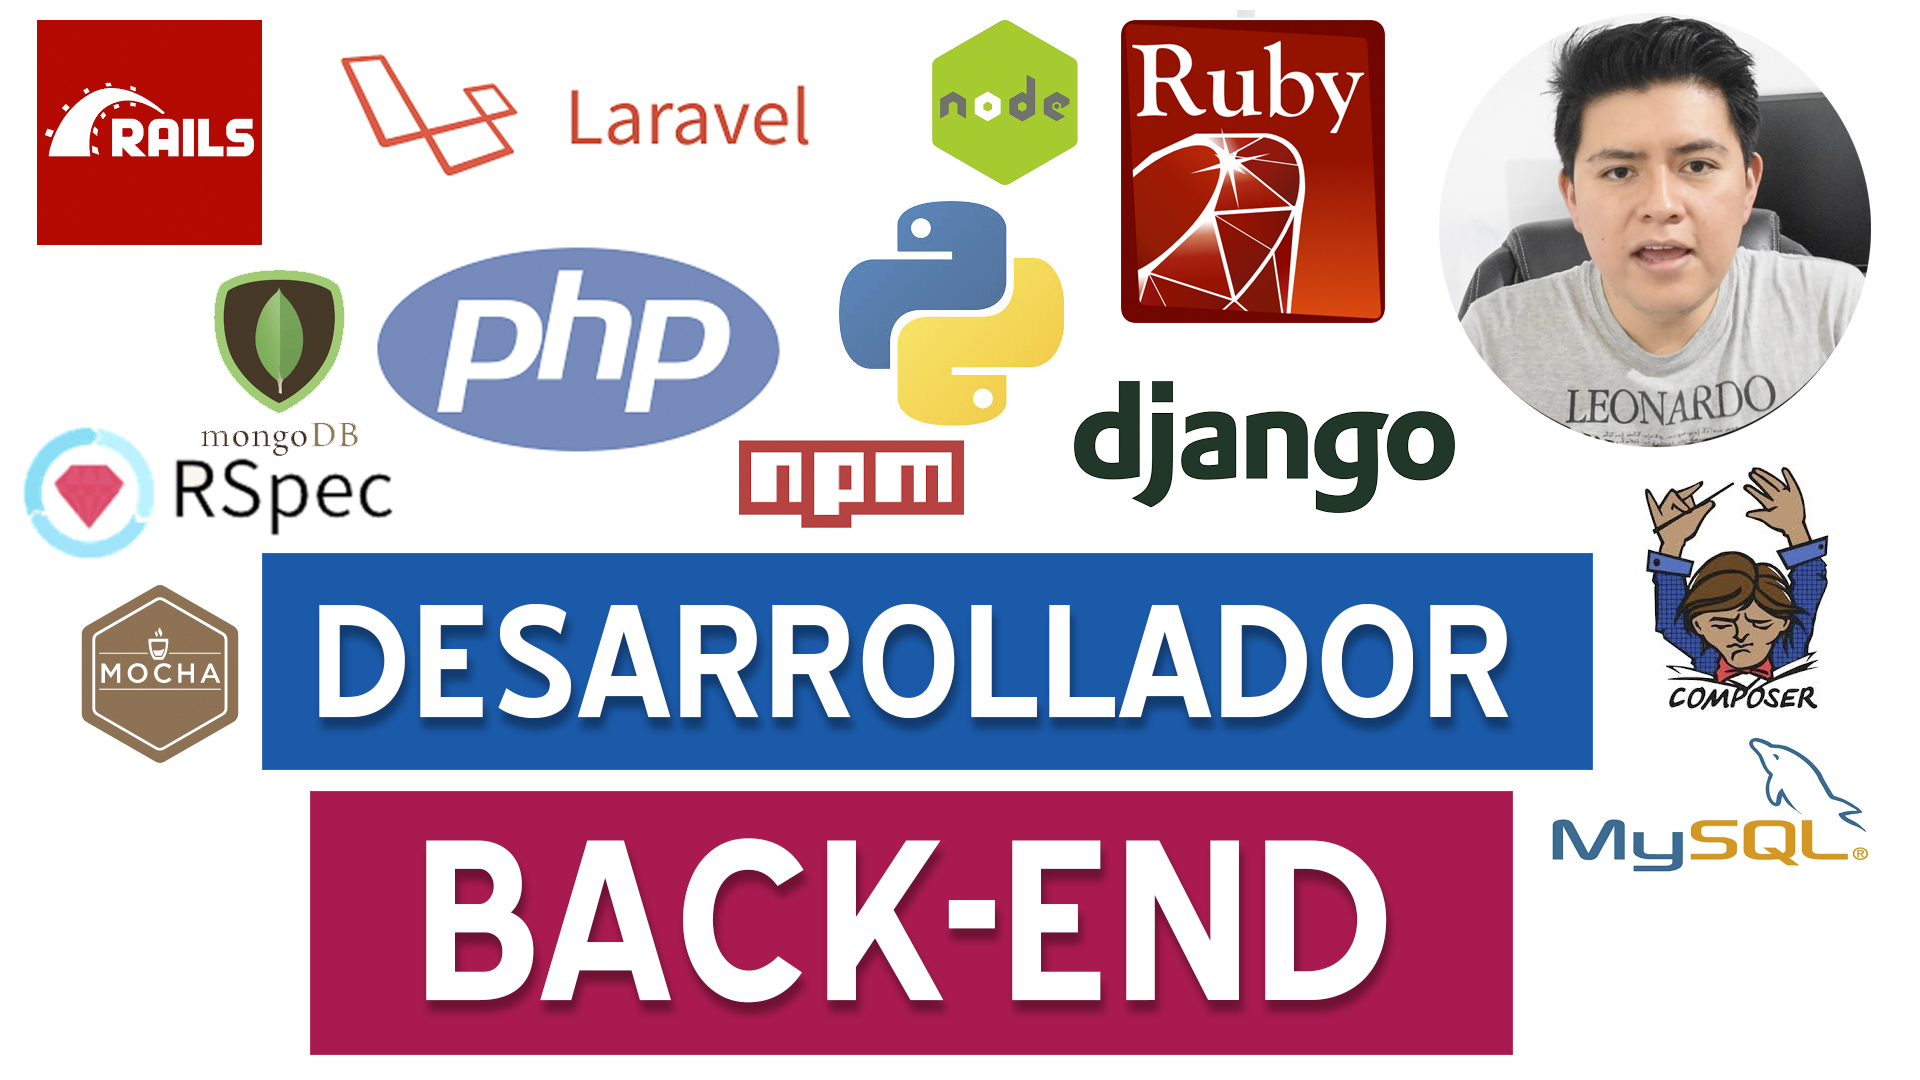 RAILS
Laravel
node
Ruby
php
mongoDB
RSpec
npm
django
LEONARDO
MOCHA
DESARROLLADOR
COMPOSER
BACK-END
MySQL®